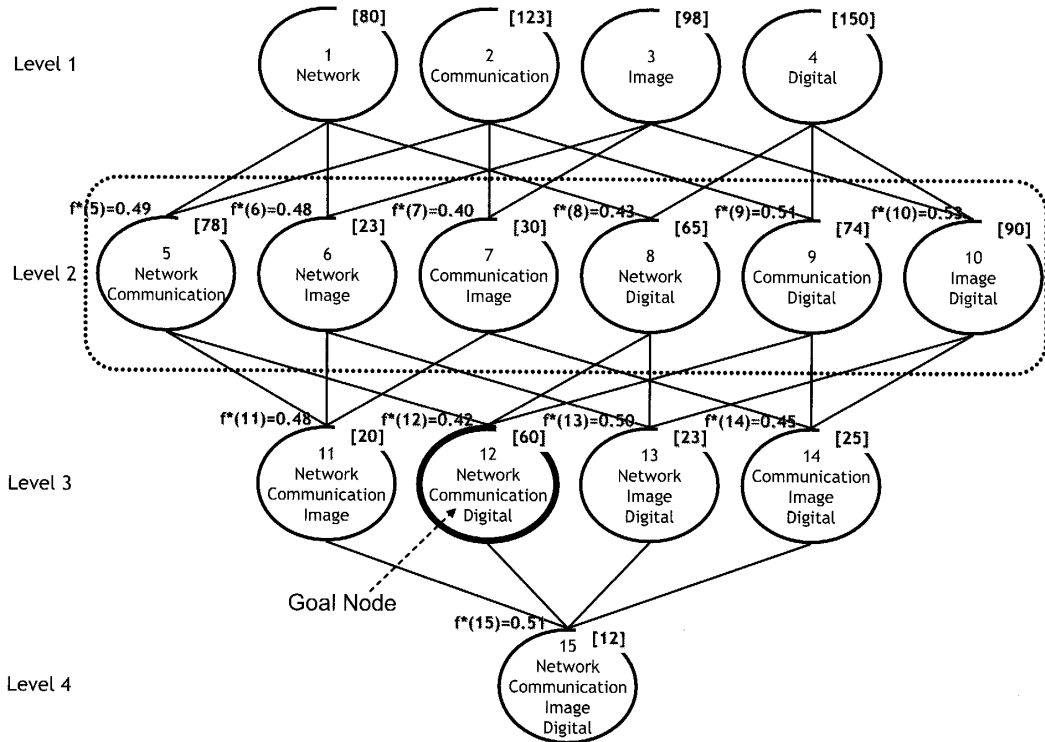 Level 1
[80]
1
Network
[123]
2
Communication
[98]
3
Image
[150]
4
Digital
Level 2
f*(5)=0.49
[78]
5
Network
Communication
f*(6)=0.48
[23]
6
Network
Image
f*(7)=0.40
[30]
7
Communication
Image
f*(8)=0.43
[65]
8
Network
Digital
f*(9)=0.51
[74]
9
Communication
Digital
f*(10)=0.53
[90]
10
Image
Digital
Level 3
f*(11)=0.48
[20]
11
Network
Communication
Image
f*(12)=0.42
[60]
12
Network
Communication
Digital
f*(13)=0.50
[23]
13
Network
Image
Digital
f*(14)=0.45
[25]
14
Communication
Image
Digital
Goal Node
Level 4
f*(15)=0.51
[12]
15
Network
Communication
Image
Digital